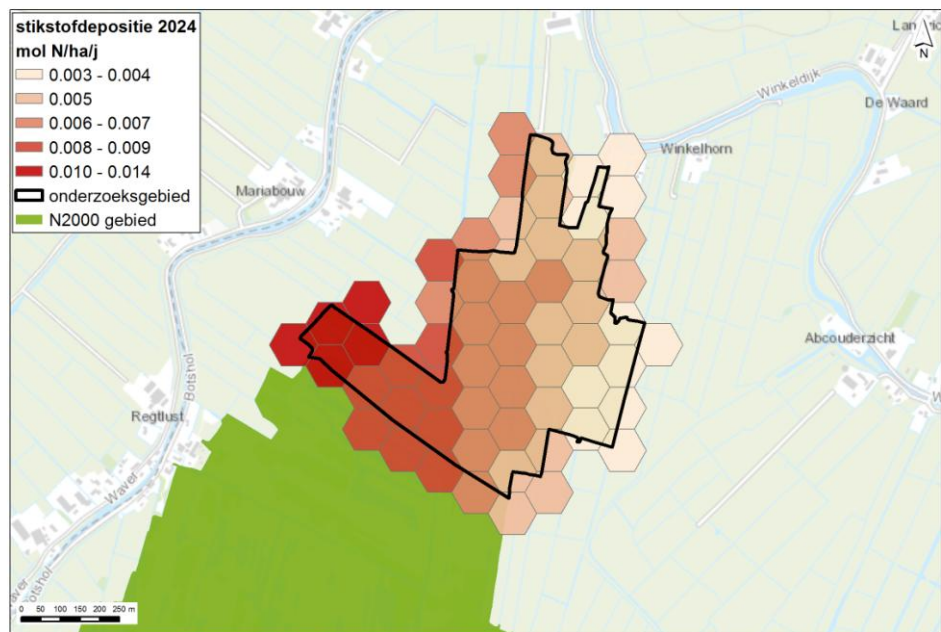 stikstofdepositie 2024
mol N/ha/j
0.003 - 0.004
0.005
0.006 - 0.007
0.008 - 0.009
0.010 - 0.014
onderzoeksgebied
N2000 gebied
N
Winkeldijk
De Waard
Winkelhorn
Mariabouw
Abcouderzicht
Botshol
Regtlust
Waver
Botshol
0 50 100 150 200 250 m